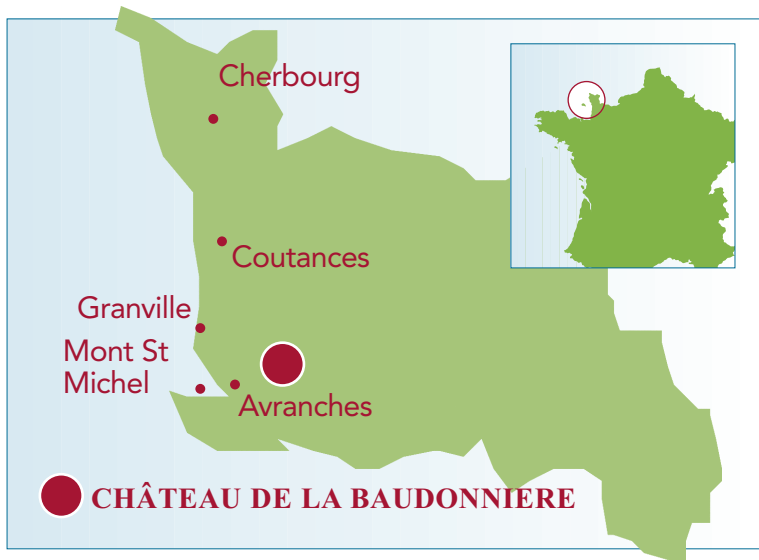 Cherbourg
Coutances
Granville
Mont St
Michel
Avranches
CHÂTEAU DE LA BAUDONNIERE